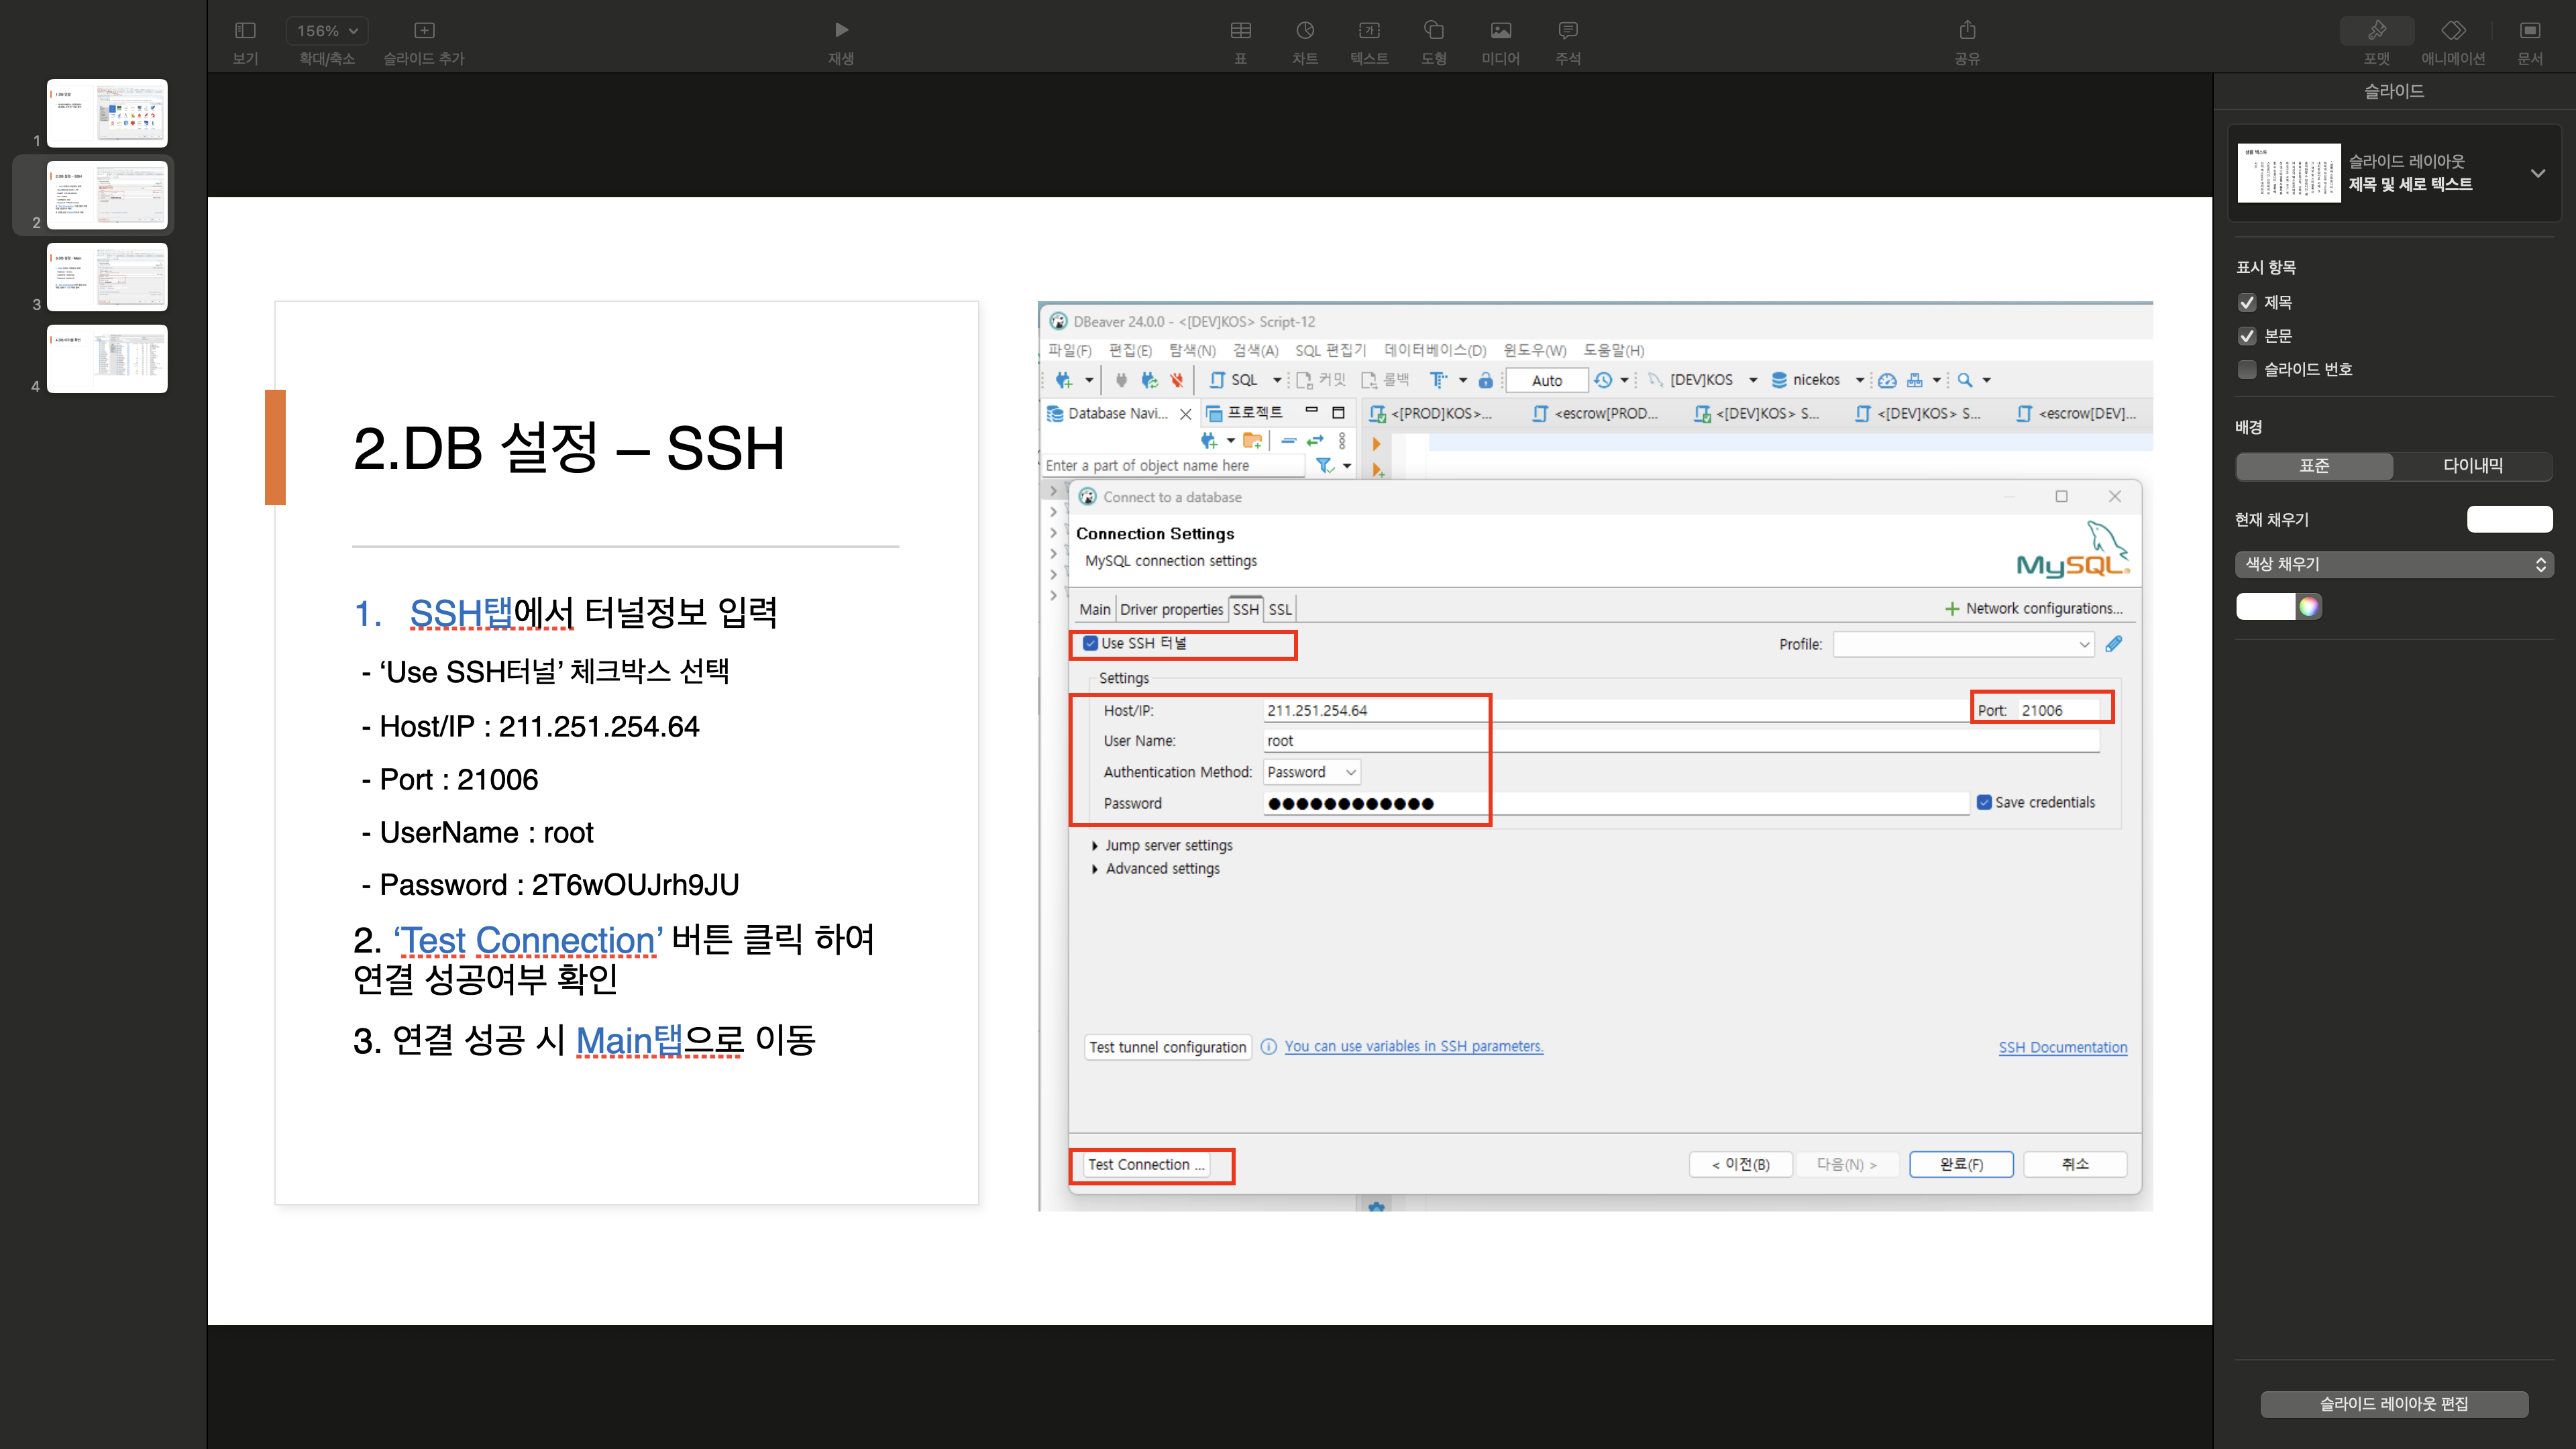 156%
보기
확대/축소
슬라이드 추가
재생
표
차트
텍스트
도형
미디어
주석
공유
포맷
애니메이션
문서
1
2
3
4
2.DB 설정 – SSH
1. SSH탭에서 터널정보 입력
- ‘Use SSH터널’ 체크박스 선택
- Host/IP : 211.251.254.64
- Port : 21006
- UserName : root
- Password : 2T6wOUJrh9JU
2. ‘Test Connection’ 버튼 클릭 하여
연결 성공여부 확인
3. 연결 성공 시 Main탭으로 이동
DBeaver 24.0.0 - <[DEV]KOS> Script-12
파일(F) 편집(E) 탐색(N) 검색(A) SQL 편집기 데이터베이스(D) 윈도우(W) 도움말(H)
SQL 커밋 롤백 Auto [DEV]KOS nicekos
Database Navi... 프로젝트 <[PROD]KOS>... <escrow[PROD... <[DEV]KOS> S... <[DEV]KOS> S... <escrow[DEV]...
Enter a part of object name here
Connect to a database
Connection Settings
MySQL connection settings
MySQL
Main Driver properties SSH SSL Network configurations...
Use SSH 터널 Profile:
Settings
Host/IP: 211.251.254.64 Port: 21006
User Name: root
Authentication Method: Password
Password ●●●●●●●●●●●● Save credentials
Jump server settings
Advanced settings
Test tunnel configuration You can use variables in SSH parameters. SSH Documentation
Test Connection ... < 이전(B) 다음(N) > 완료(F) 취소
슬라이드
슬라이드 레이아웃
제목 및 세로 텍스트
표시 항목
제목
본문
슬라이드 번호
배경
표준 다이내믹
현재 채우기
색상 채우기
슬라이드 레이아웃 편집